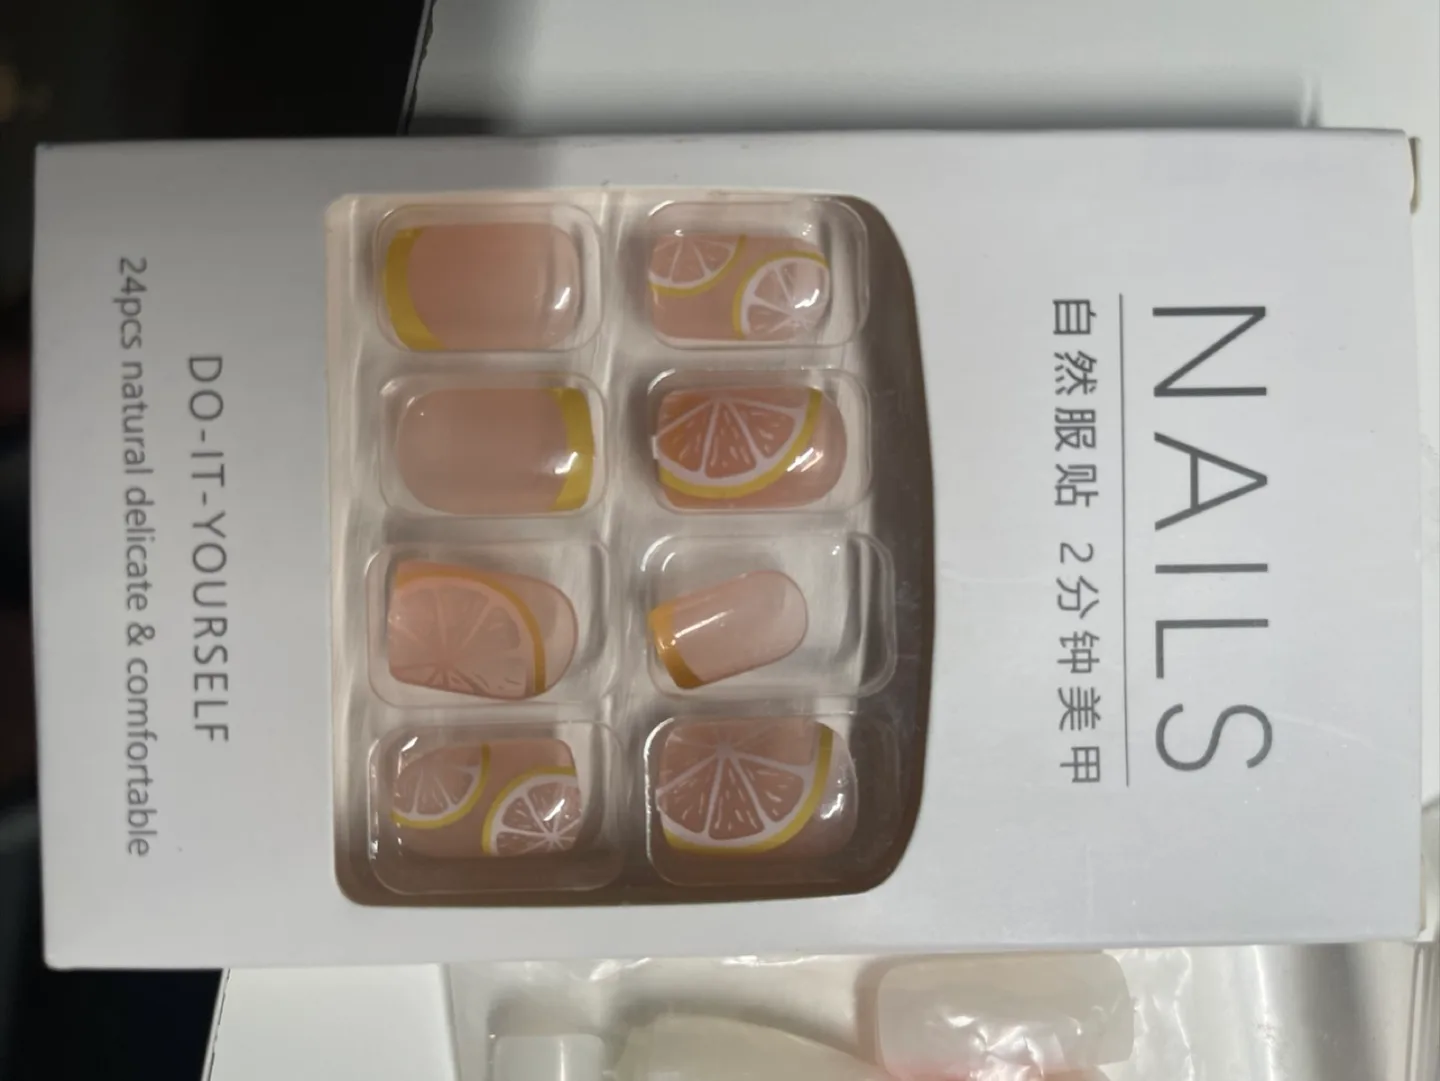 NAILS
自然服贴 2分钟美甲
DO-IT-YOURSELF
24pcs natural delicate & comfortable